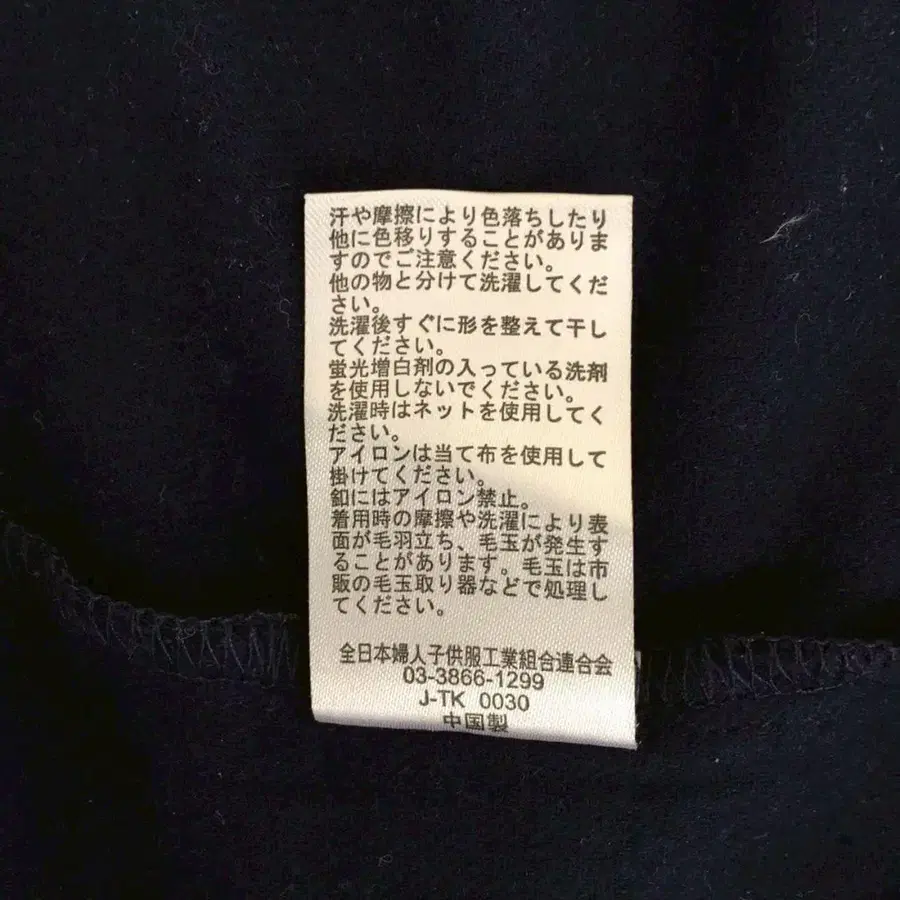 汗や摩擦により色落ちしたり
他に色移りすることがありま
すのでご注意ください。
他の物と分けて洗濯してくだ
さい。
洗濯後すぐに形を整えて干し
てください。
蛍光増白剤の入っている洗剤
を使用しないでください。
洗濯時はネットを使用してく
ださい。
アイロンは当て布を使用して
掛けてください。
釦にはアイロン禁止。
着用時の摩擦や洗濯により表
面が毛羽立ち、毛玉が発生す
ることがあります。毛玉は市
販の毛玉取り器などで処理し
てください。
全日本婦人子供服工業組合連合会
03-3866-1299
J-TK 0030
中国製